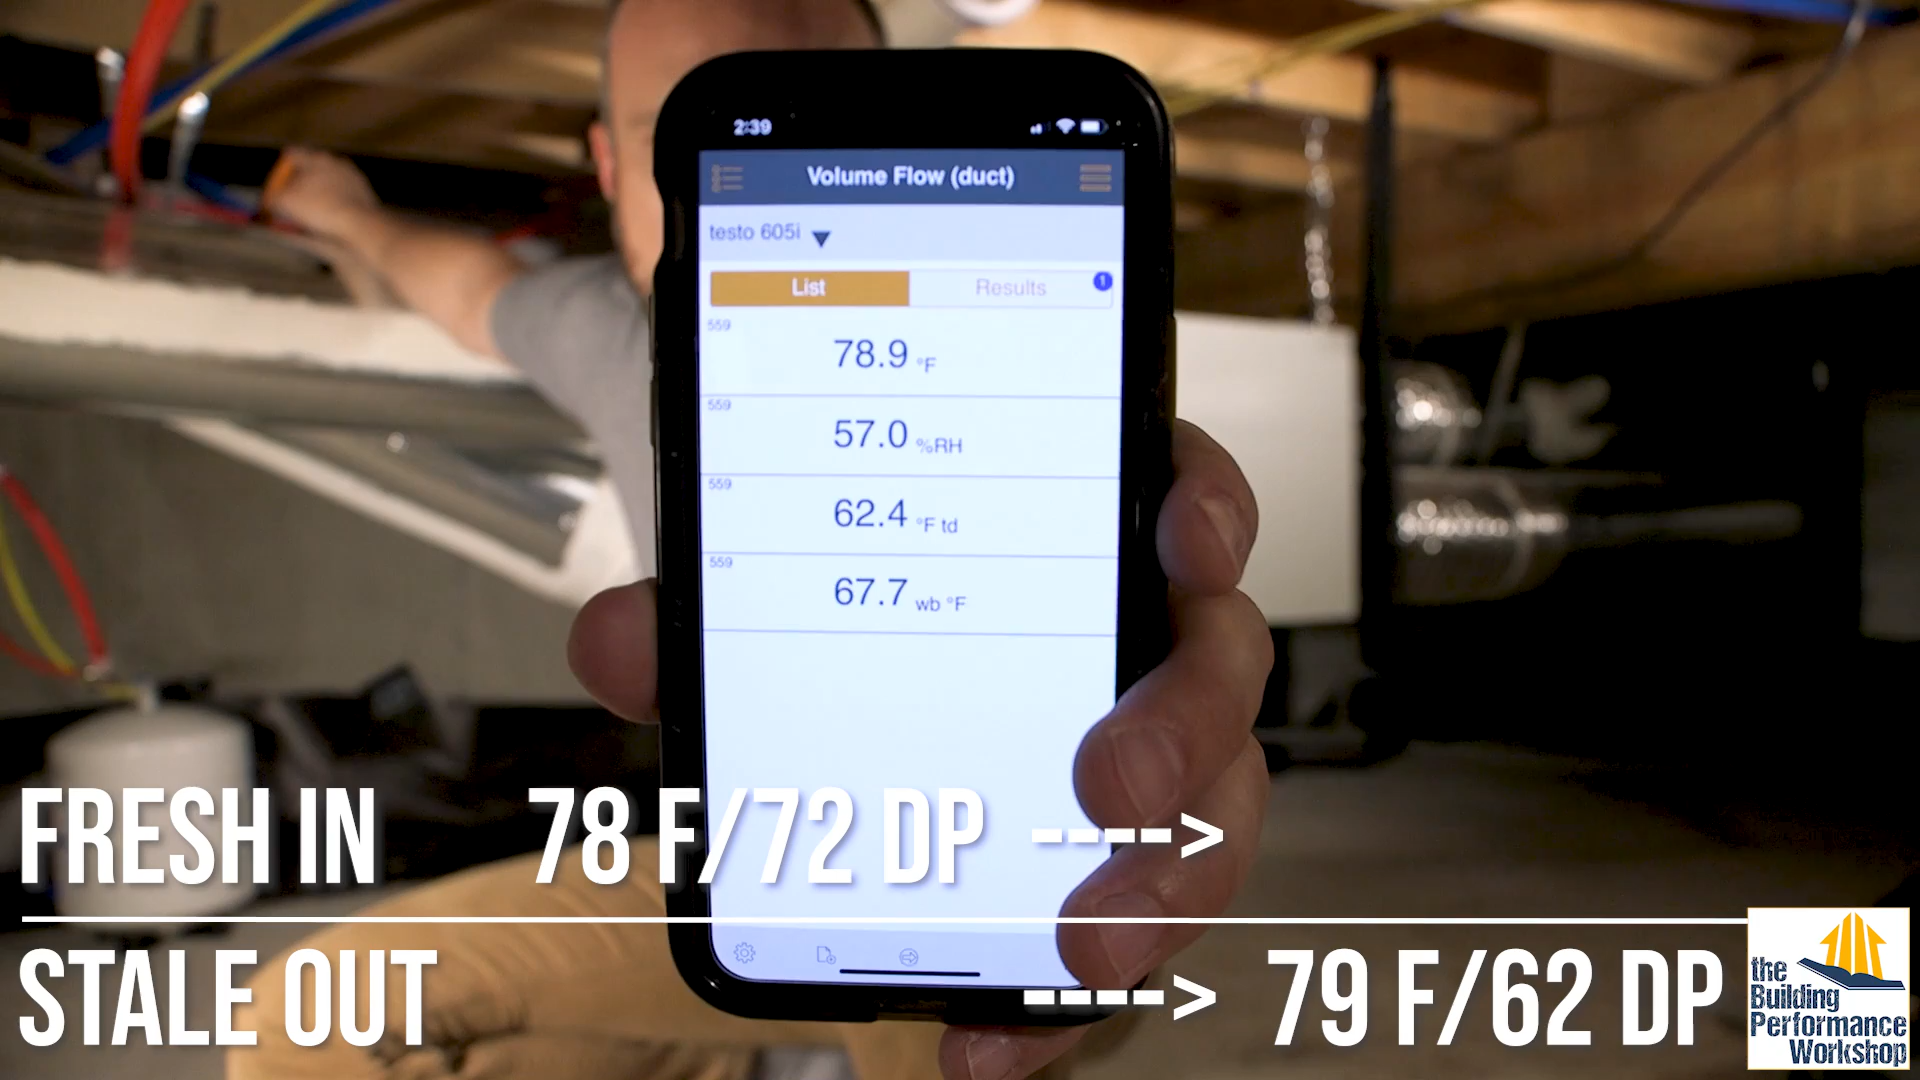 2:39
Volume Flow (duct)
testo 605i
List Results 1
559
78.9 °F
559
57.0 %RH
559
62.4 °F td
559
67.7 wb °F
FRESH IN 78 F/72 DP ---->
STALE OUT ----> 79 F/62 DP
the
Building
Performance
Workshop